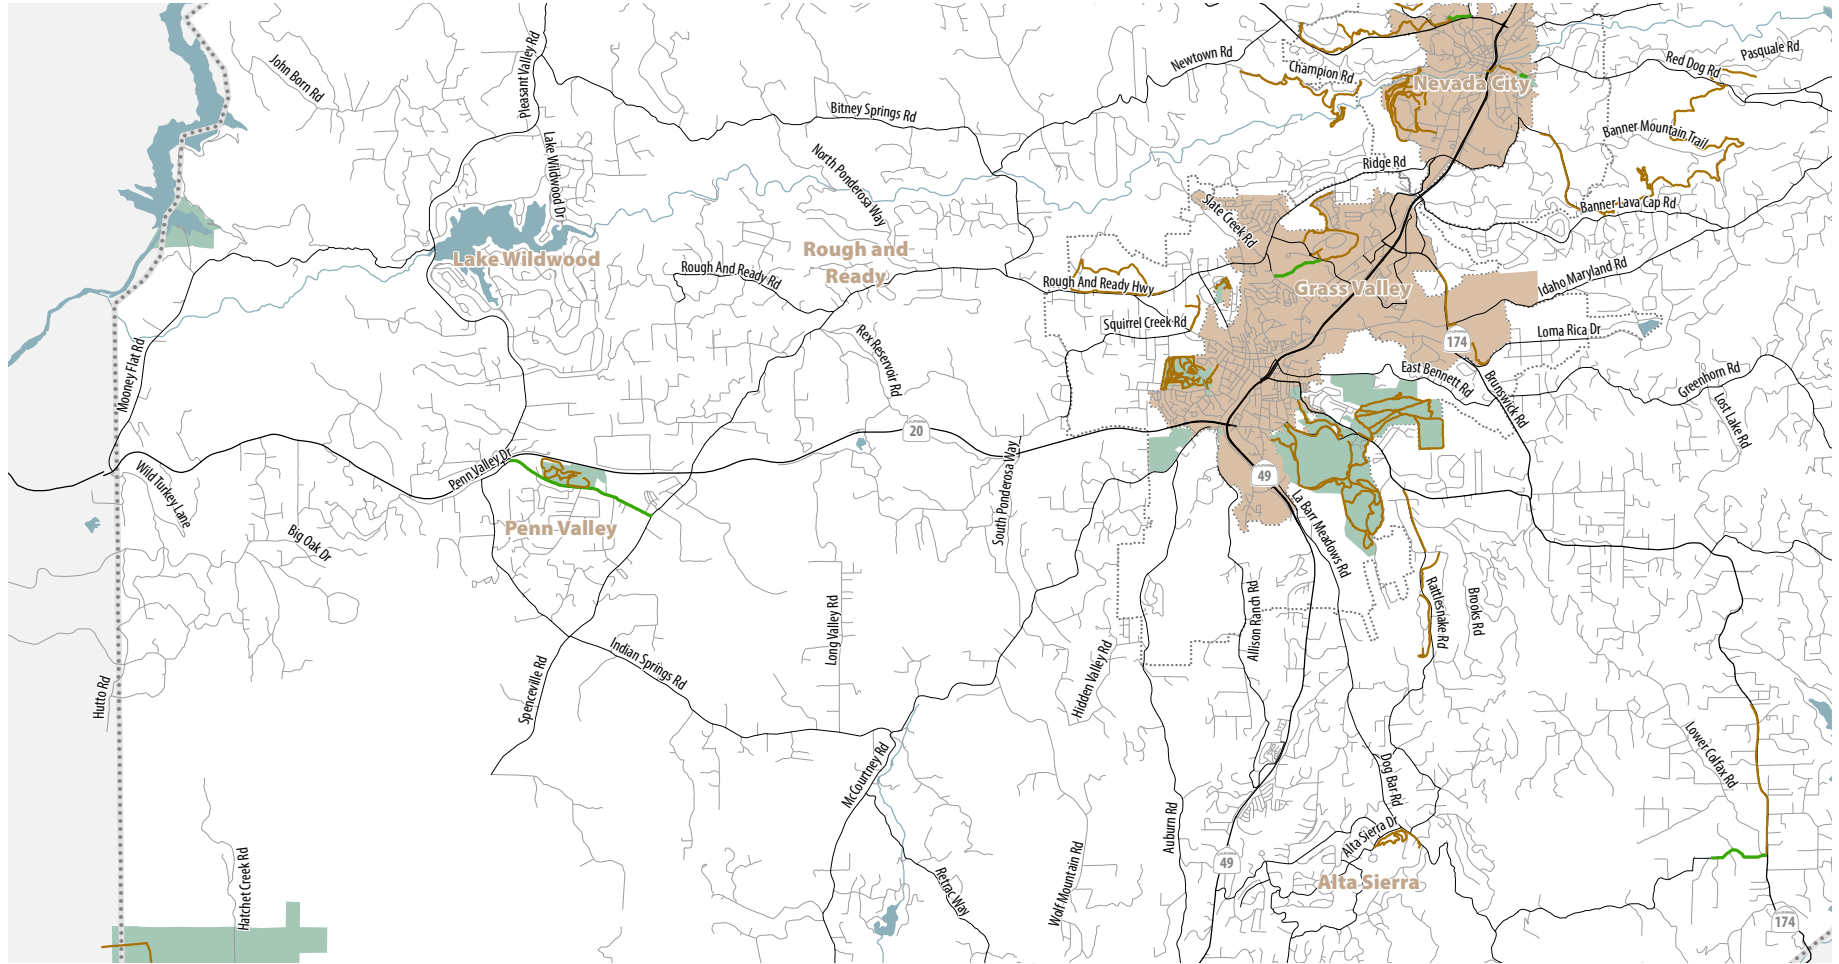 John Born Rd
Pleasant Valley Rd
Newtown Rd
Champion Rd
Nevada City
Red Dog Rd
Pasquale Rd
Bitney Springs Rd
Lake Wildwood Dr
North Ponderosa Way
Banner Mountain Trail
Ridge Rd
Slate Creek Rd
Banner Lava Cap Rd
Lake Wildwood
Rough and
Ready
Rough And Ready Rd
Rough And Ready Hwy
Grass Valley
Idaho Maryland Rd
Squirrel Creek Rd
CALIFORNIA
174
Loma Rica Dr
Mooney Flat Rd
Rex Reservoir Rd
East Bennett Rd
Brunswick Rd
Greenhorn Rd
Lost Lake Rd
CALIFORNIA
20
Wild Turkey Lane
Penn Valley Dr
South Ponderosa Way
CALIFORNIA
49
La Barr Meadows Rd
Penn Valley
Big Oak Dr
Long Valley Rd
Allison Ranch Rd
Rattlesnake Rd
Brooks Rd
Indian Springs Rd
Hidden Valley Rd
Hutto Rd
Spenceville Rd
McCourtney Rd
Dog Bar Rd
Lower Colfax Rd
Auburn Rd
Alta Sierra Dr
CALIFORNIA
49
Alta Sierra
Hatchet Creek Rd
Retrac Way
Wolf Mountain Rd
CALIFORNIA
174